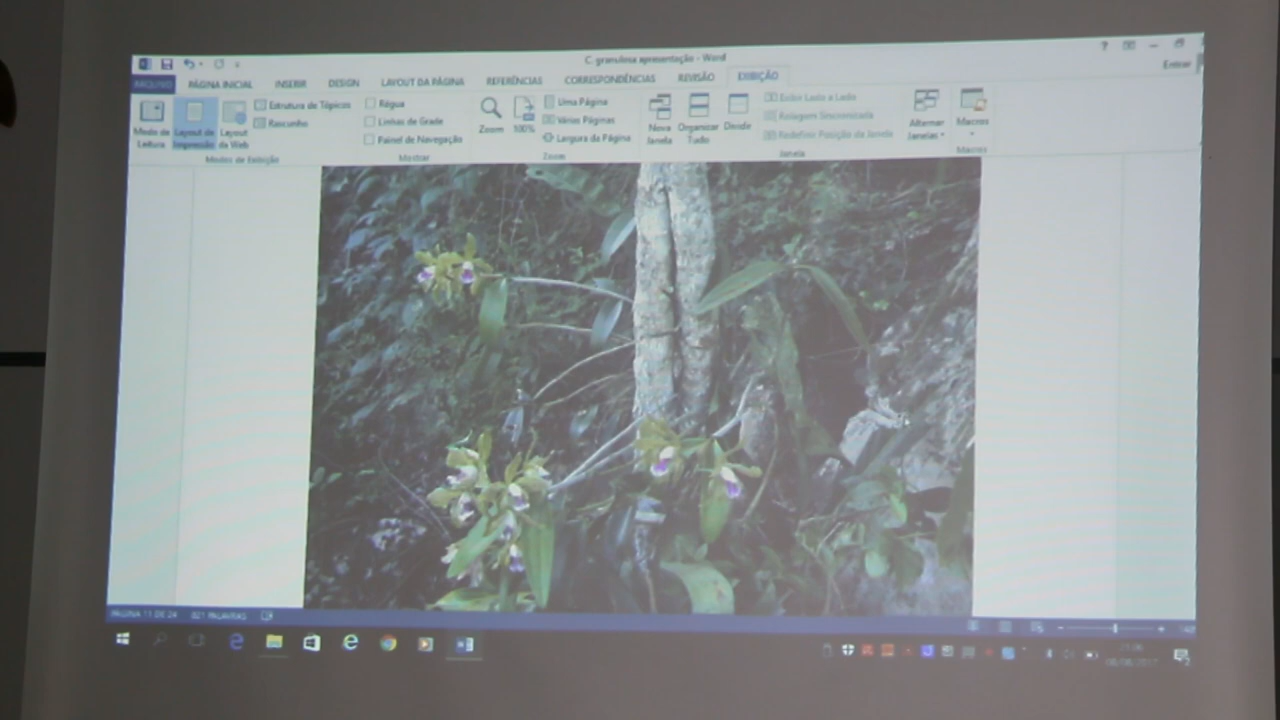 C. granulosa apresentação - Word
Entrar
ARQUIVO PÁGINA INICIAL INSERIR DESIGN LAYOUT DA PÁGINA REFERÊNCIAS CORRESPONDÊNCIAS REVISÃO EXIBIÇÃO
Modo de Leitura
Layout de Impressão
Layout da Web
Estrutura de Tópicos
Rascunho
Modos de Exibição
Régua
Linhas de Grade
Painel de Navegação
Mostrar
Zoom
100%
Uma Página
Várias Páginas
Largura da Página
Zoom
Nova Janela
Organizar Tudo
Dividir
Exibir Lado a Lado
Rolagem Sincronizada
Redefinir Posição da Janela
Janela
Alternar Janelas
Macros
Macros
PÁGINA 11 DE 24 821 PALAVRAS